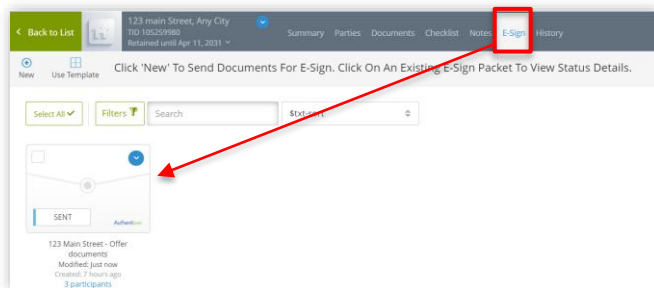 Back to List
123 main Street, Any City
TID 105259980
Retained until Apr 11, 2031
Summary Parties Documents Checklist Notes E-Sign History
New Use Template Click 'New' To Send Documents For E-Sign. Click On An Existing E-Sign Packet To View Status Details.
Select All Filters Search $txt-sort
SENT
Authentisign
123 Main Street - Offer
documents
Modified: Just now
Created: 7 hours ago
3 participants